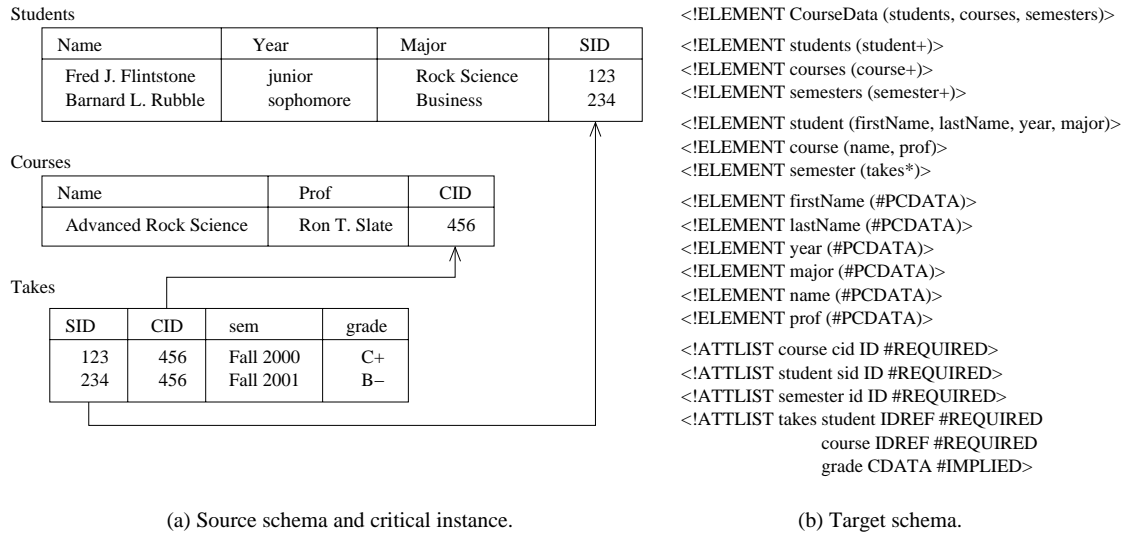 Students
Name Year Major SID
Fred J. Flintstone junior Rock Science 123
Barnard L. Rubble sophomore Business 234
Courses
Name Prof CID
Advanced Rock Science Ron T. Slate 456
Takes
SID CID sem grade
123 456 Fall 2000 C+
234 456 Fall 2001 B−
(a) Source schema and critical instance.
<!ELEMENT CourseData (students, courses, semesters)>
<!ELEMENT students (student+)>
<!ELEMENT courses (course+)>
<!ELEMENT semesters (semester+)>
<!ELEMENT student (firstName, lastName, year, major)>
<!ELEMENT course (name, prof)>
<!ELEMENT semester (takes*)>
<!ELEMENT firstName (#PCDATA)>
<!ELEMENT lastName (#PCDATA)>
<!ELEMENT year (#PCDATA)>
<!ELEMENT major (#PCDATA)>
<!ELEMENT name (#PCDATA)>
<!ELEMENT prof (#PCDATA)>
<!ATTLIST course cid ID #REQUIRED>
<!ATTLIST student sid ID #REQUIRED>
<!ATTLIST semester id ID #REQUIRED>
<!ATTLIST takes student IDREF #REQUIRED
course IDREF #REQUIRED
grade CDATA #IMPLIED>
(b) Target schema.